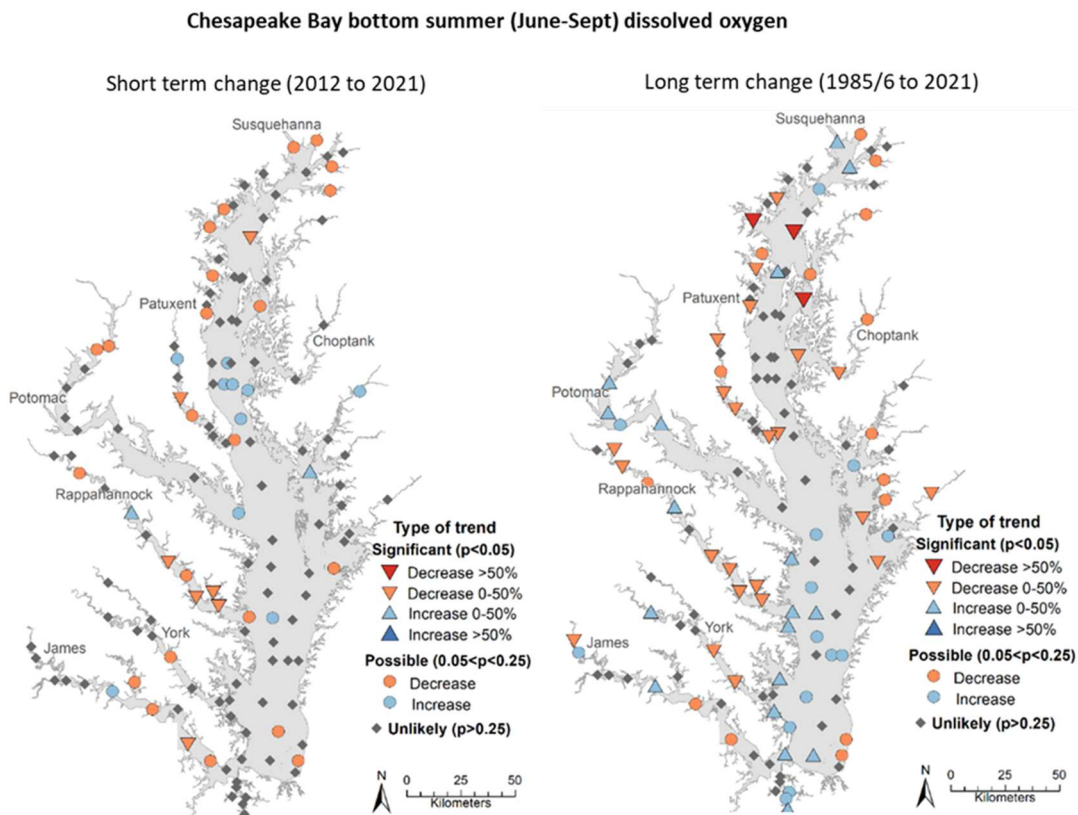 Chesapeake Bay bottom summer (June-Sept) dissolved oxygen
Short term change (2012 to 2021)
Susquehanna
Patuxent
Choptank
Potomac
Rappahannock
York
James
Type of trend
Significant (p<0.05)
Decrease >50%
Decrease 0-50%
Increase 0-50%
Increase >50%
Possible (0.05<p<0.25)
Decrease
Increase
Unlikely (p>0.25)
N
0 25 50
Kilometers
Long term change (1985/6 to 2021)
Susquehanna
Patuxent
Choptank
Potomac
Rappahannock
York
James
Type of trend
Significant (p<0.05)
Decrease >50%
Decrease 0-50%
Increase 0-50%
Increase >50%
Possible (0.05<p<0.25)
Decrease
Increase
Unlikely (p>0.25)
N
0 25 50
Kilometers